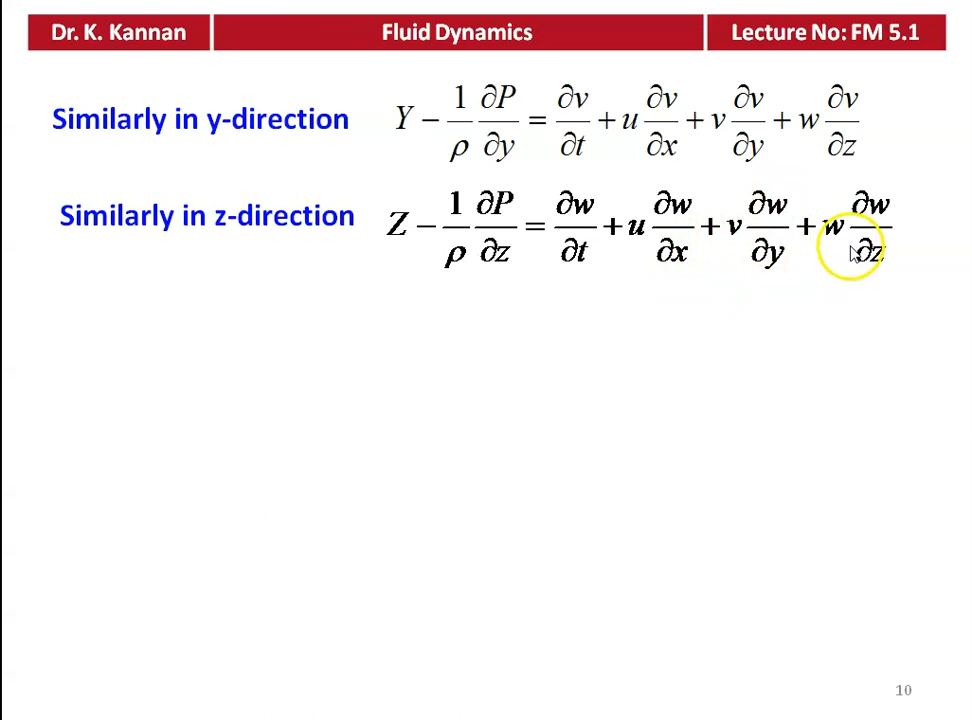 Dr. K. Kannan Fluid Dynamics Lecture No: FM 5.1
Similarly in y-direction Y − 1/ρ ∂P/∂y = ∂v/∂t + u ∂v/∂x + v ∂v/∂y + w ∂v/∂z
Similarly in z-direction Z − 1/ρ ∂P/∂z = ∂w/∂t + u ∂w/∂x + v ∂w/∂y + w ∂w/∂z
10